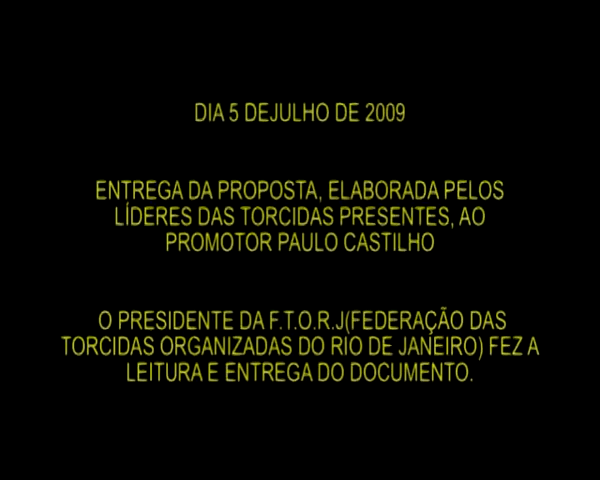 DIA 5 DEJULHO DE 2009
ENTREGA DA PROPOSTA, ELABORADA PELOS
LÍDERES DAS TORCIDAS PRESENTES, AO
PROMOTOR PAULO CASTILHO
O PRESIDENTE DA F.T.O.R.J(FEDERAÇÃO DAS
TORCIDAS ORGANIZADAS DO RIO DE JANEIRO) FEZ A
LEITURA E ENTREGA DO DOCUMENTO.